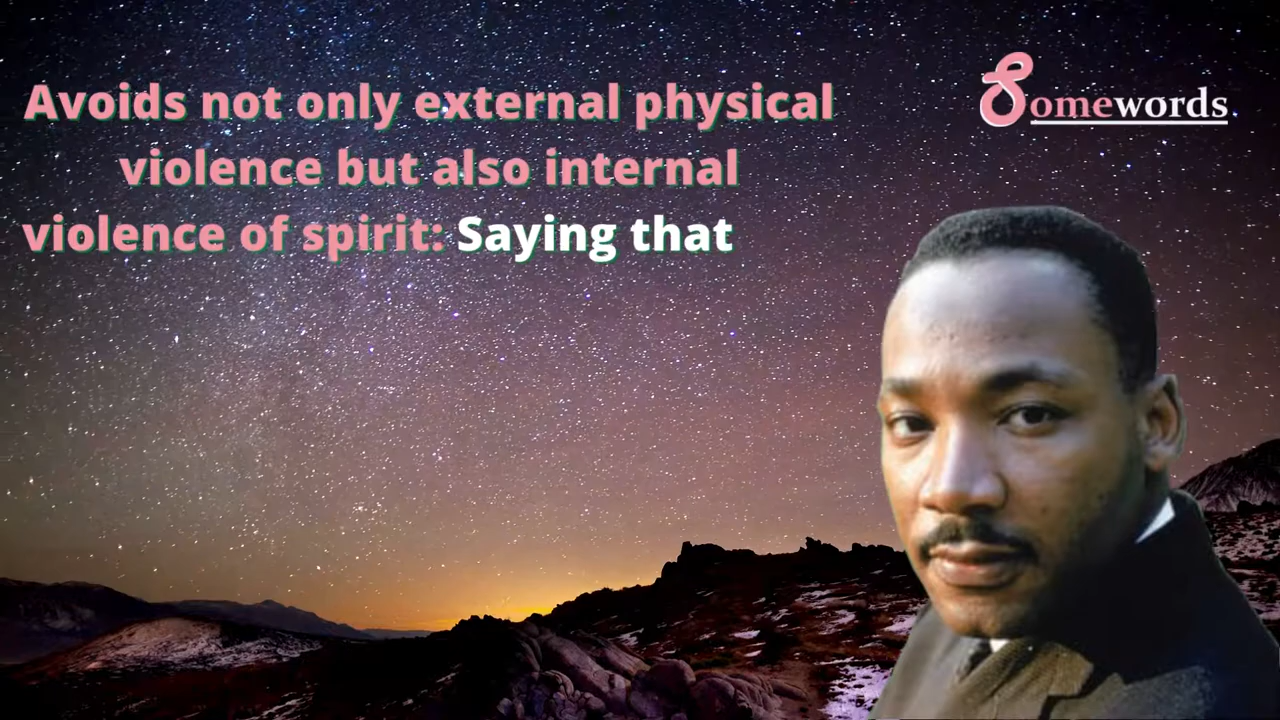 Avoids not only external physical
violence but also internal
violence of spirit: Saying that
Somewords